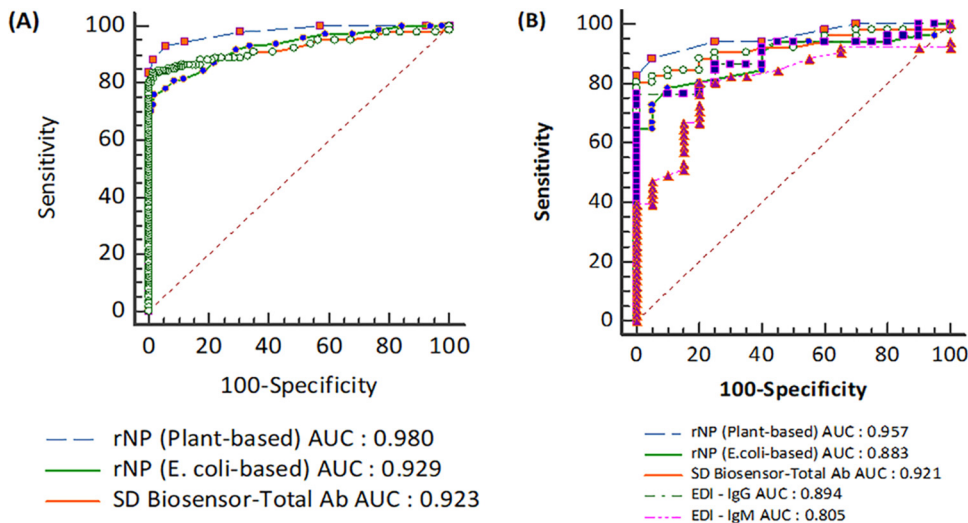 (A)
100
80
60
40
20
0
Sensitivity
0 20 40 60 80 100
100-Specificity
rNP (Plant-based) AUC : 0.980
rNP (E. coli-based) AUC : 0.929
SD Biosensor-Total Ab AUC : 0.923
(B)
100
80
60
40
20
0
Sensitivity
0 20 40 60 80 100
100-Specificity
rNP (Plant-based) AUC : 0.957
rNP (E.coli-based) AUC : 0.883
SD Biosensor-Total Ab AUC : 0.921
EDI - IgG AUC : 0.894
EDI - IgM AUC : 0.805